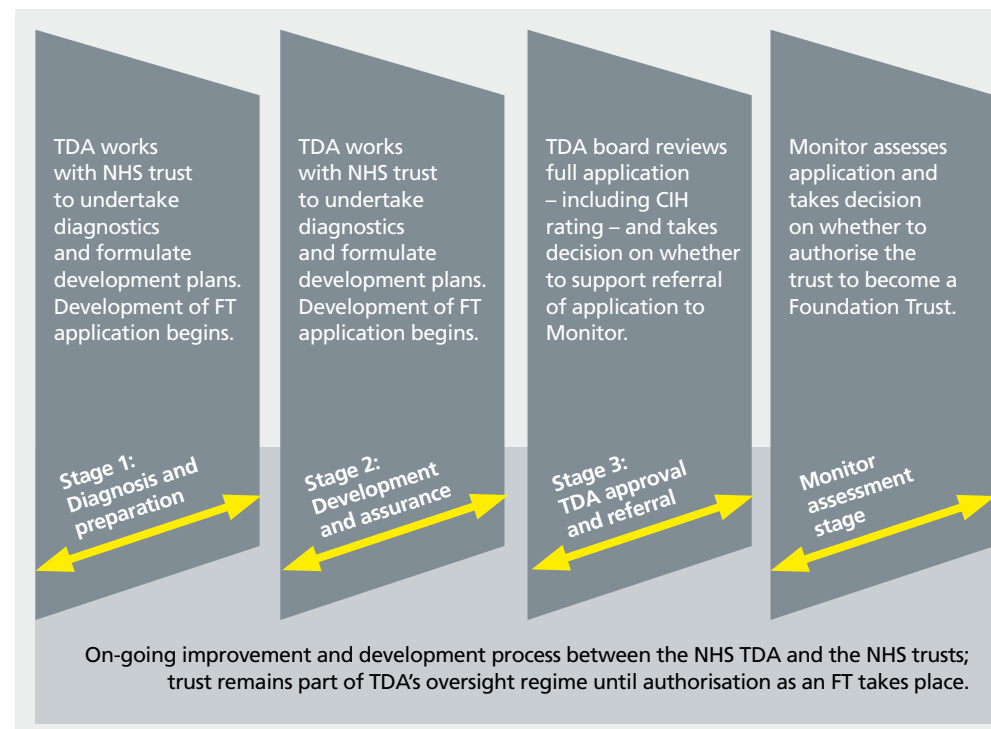 TDA works
with NHS trust
to undertake
diagnostics
and formulate
development plans.
Development of FT
application begins.
Stage 1:
Diagnosis and
preparation
TDA works
with NHS trust
to undertake
diagnostics
and formulate
development plans.
Development of FT
application begins.
Stage 2:
Development
and assurance
TDA board reviews
full application
– including CIH
rating – and takes
decision on whether
to support referral
of application to
Monitor.
Stage 3:
TDA approval
and referral
Monitor assesses
application and
takes decision
on whether to
authorise the
trust to become a
Foundation Trust.
Monitor
assessment
stage
On-going improvement and development process between the NHS TDA and the NHS trusts;
trust remains part of TDA’s oversight regime until authorisation as an FT takes place.